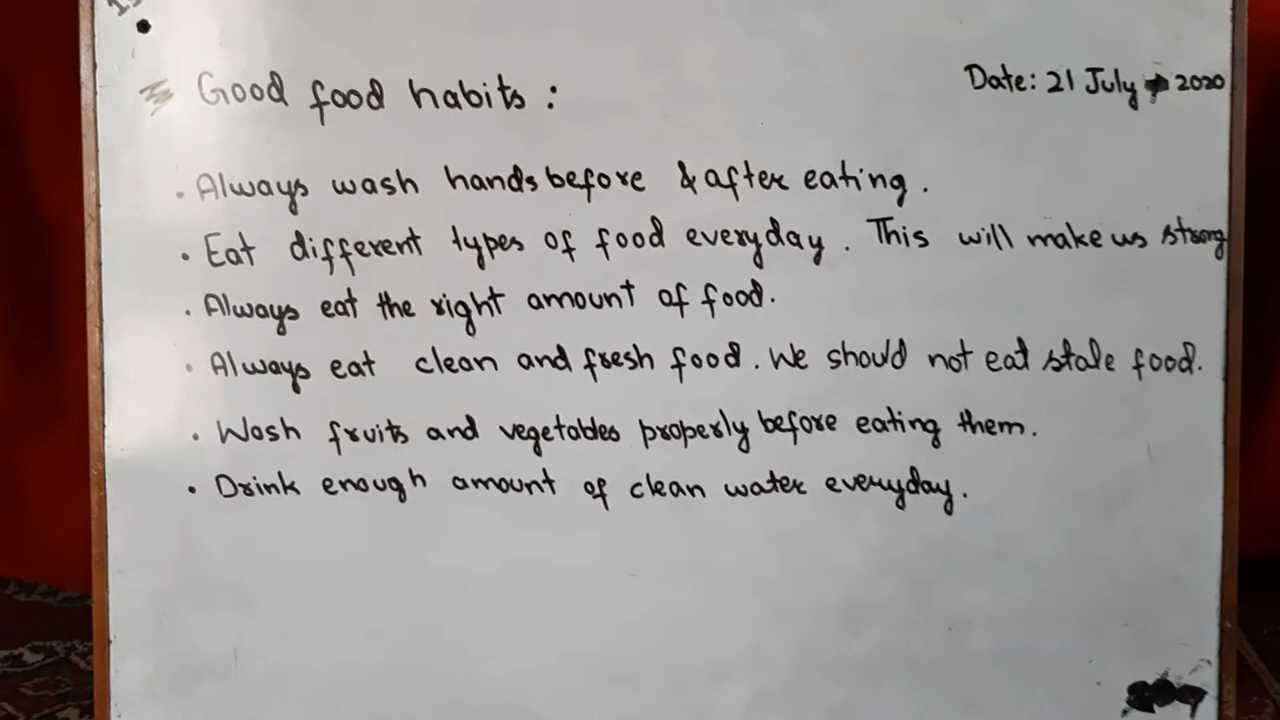 Good food habits :
Date: 21 July 2020
. Always wash hands before & after eating.
. Eat different types of food everyday. This will make us strong
. Always eat the right amount of food.
. Always eat clean and fresh food. We should not eat stale food.
. Wash fruits and vegetables properly before eating them.
. Drink enough amount of clean water everyday.